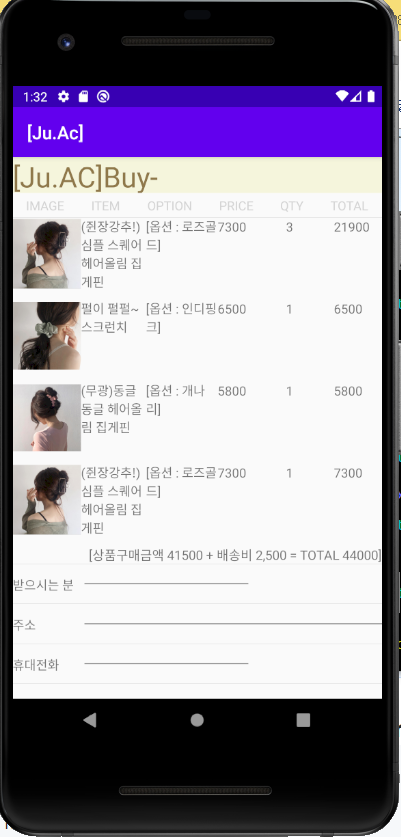 1:32
[Ju.Ac]
[Ju.AC]Buy-
IMAGE ITEM OPTION PRICE QTY TOTAL
(쥔장강추!) [옵션 : 로즈골 7300 3 21900
심플 스퀘어 드]
헤어올림 집
게핀
펄이 펄펄~ [옵션 : 인디핑 6500 1 6500
스크런치 크]
(무광)동글 [옵션 : 개나 5800 1 5800
동글 헤어올 리]
림 집게핀
(쥔장강추!) [옵션 : 로즈골 7300 1 7300
심플 스퀘어 드]
헤어올림 집
게핀
[상품구매금액 41500 + 배송비 2,500 = TOTAL 44000]
받으시는 분
주소
휴대전화